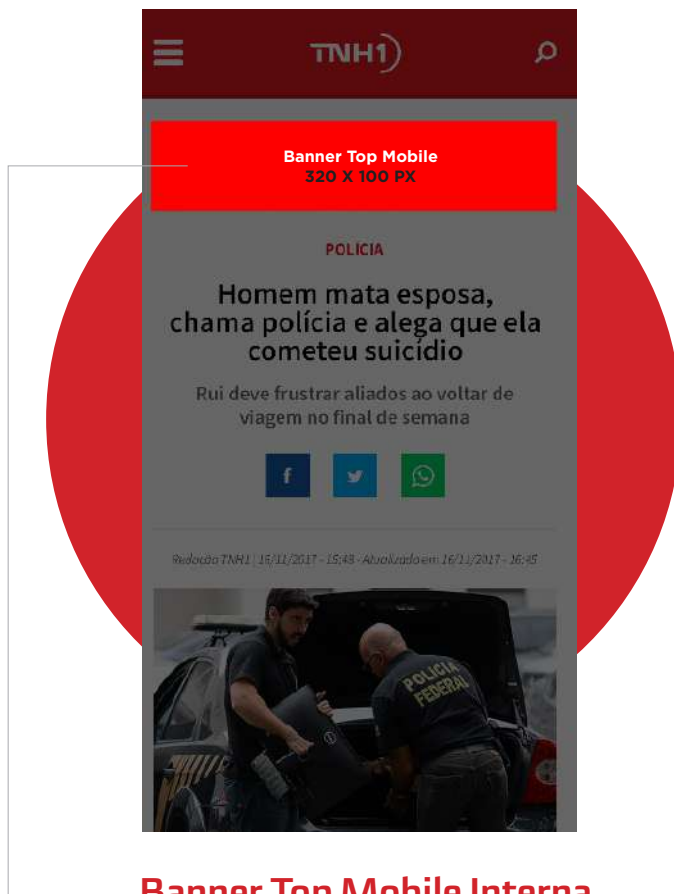 TNH1
Banner Top Mobile
320 X 100 PX
POLÍCIA
Homem mata esposa,
chama polícia e alega que ela
cometeu suicídio
Rui deve frustrar aliados ao voltar de
viagem no final de semana
f
Redação TNH1 | 16/11/2017 - 15:48 - Atualizada em: 16/11/2017 - 16:45
POLÍCIA
FEDERAL
Banner Top Mobile Interna